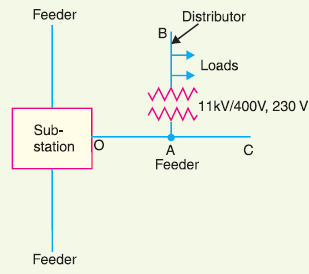 Feeder
Distributor
B
Loads
11kV/400V, 230 V
Sub-
station
O
A
C
Feeder
Feeder